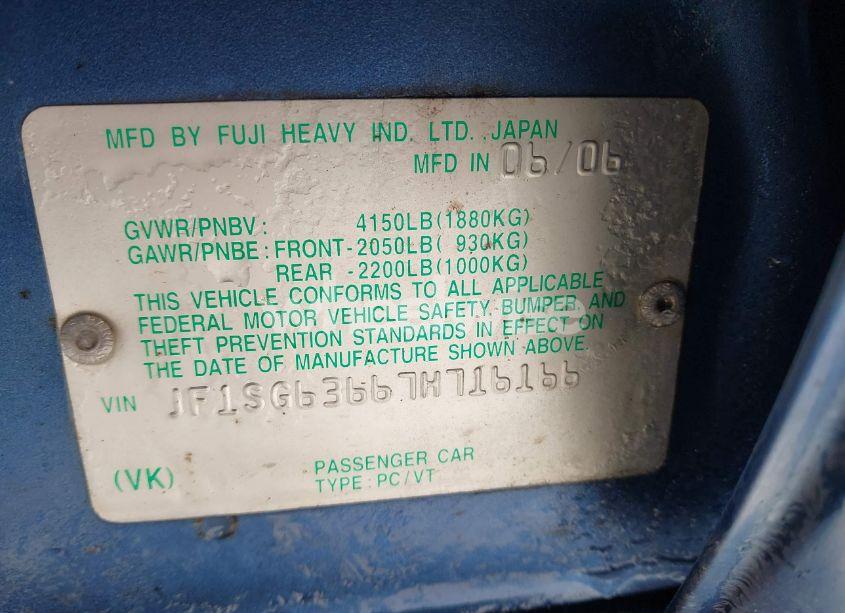 MFD BY FUJI HEAVY IND. LTD. JAPAN
MFD IN 06/06
GVWR/PNBV: 4150LB(1880KG)
GAWR/PNBE: FRONT-2050LB( 930KG)
REAR -2200LB(1000KG)
THIS VEHICLE CONFORMS TO ALL APPLICABLE
FEDERAL MOTOR VEHICLE SAFETY, BUMPER, AND
THEFT PREVENTION STANDARDS IN EFFECT ON
THE DATE OF MANUFACTURE SHOWN ABOVE.
VIN JF1SG63667H716166
(VK) PASSENGER CAR
TYPE:PC/VT